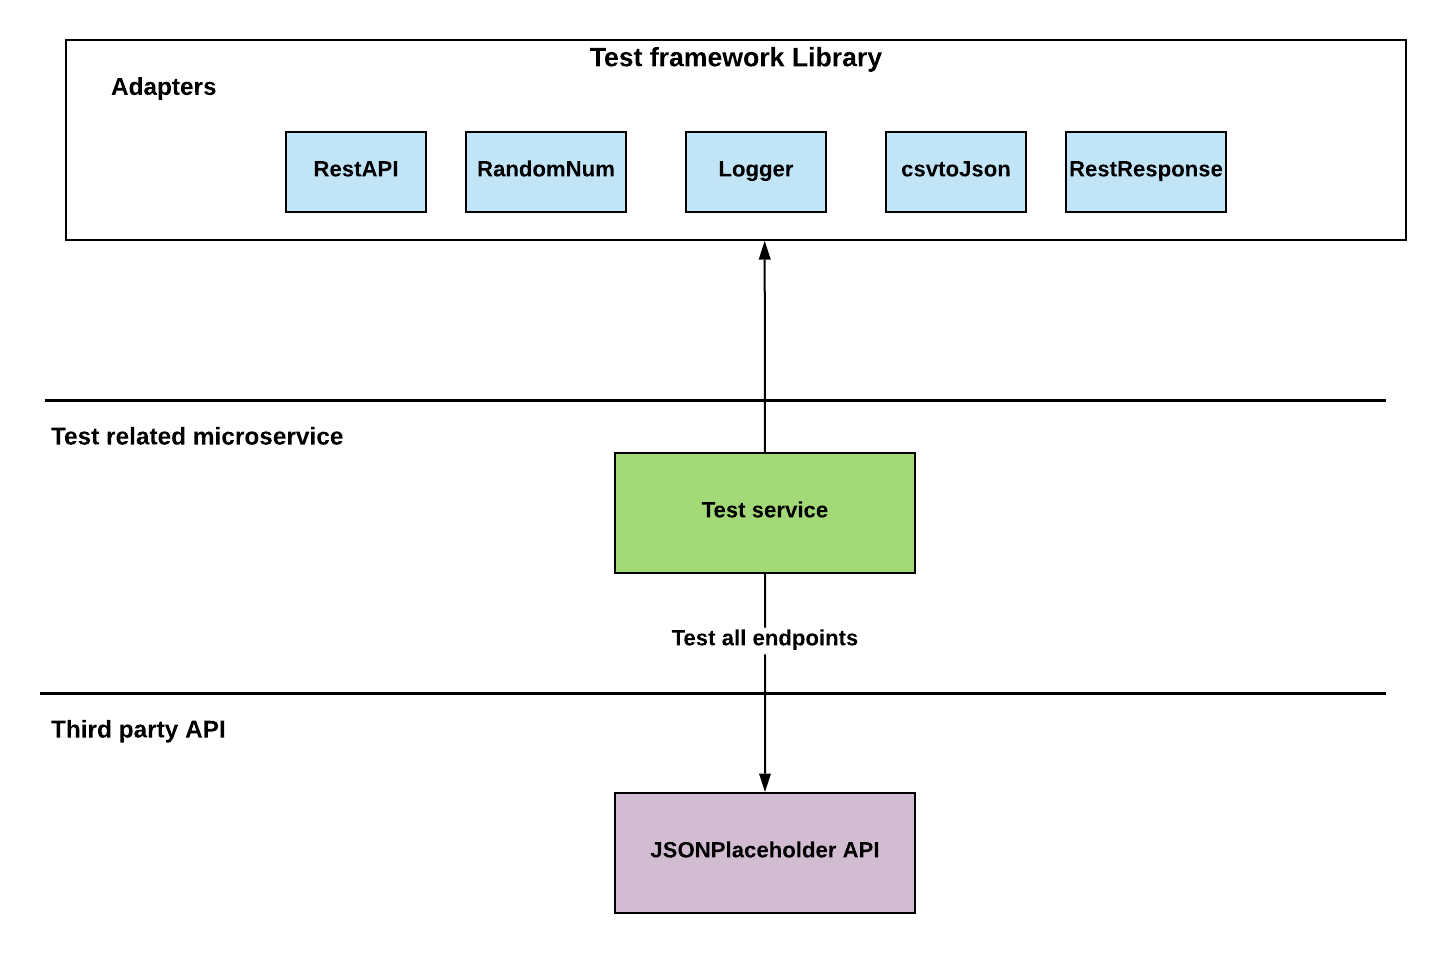 Test framework Library
Adapters
RestAPI
RandomNum
Logger
csvtoJson
RestResponse
Test related microservice
Test service
Test all endpoints
Third party API
JSONPlaceholder API